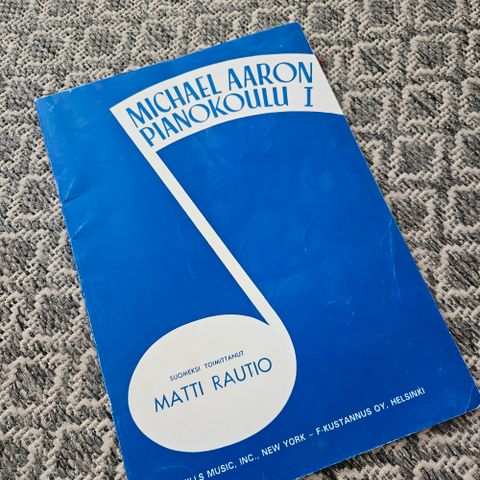 MICHAEL AARON
PIANOKOULU I
SUOMEKSI TOIMITTANUT
MATTI RAUTIO
MUSIC, INC., NEW YORK – F-KUSTANNUS OY, HELSINKI